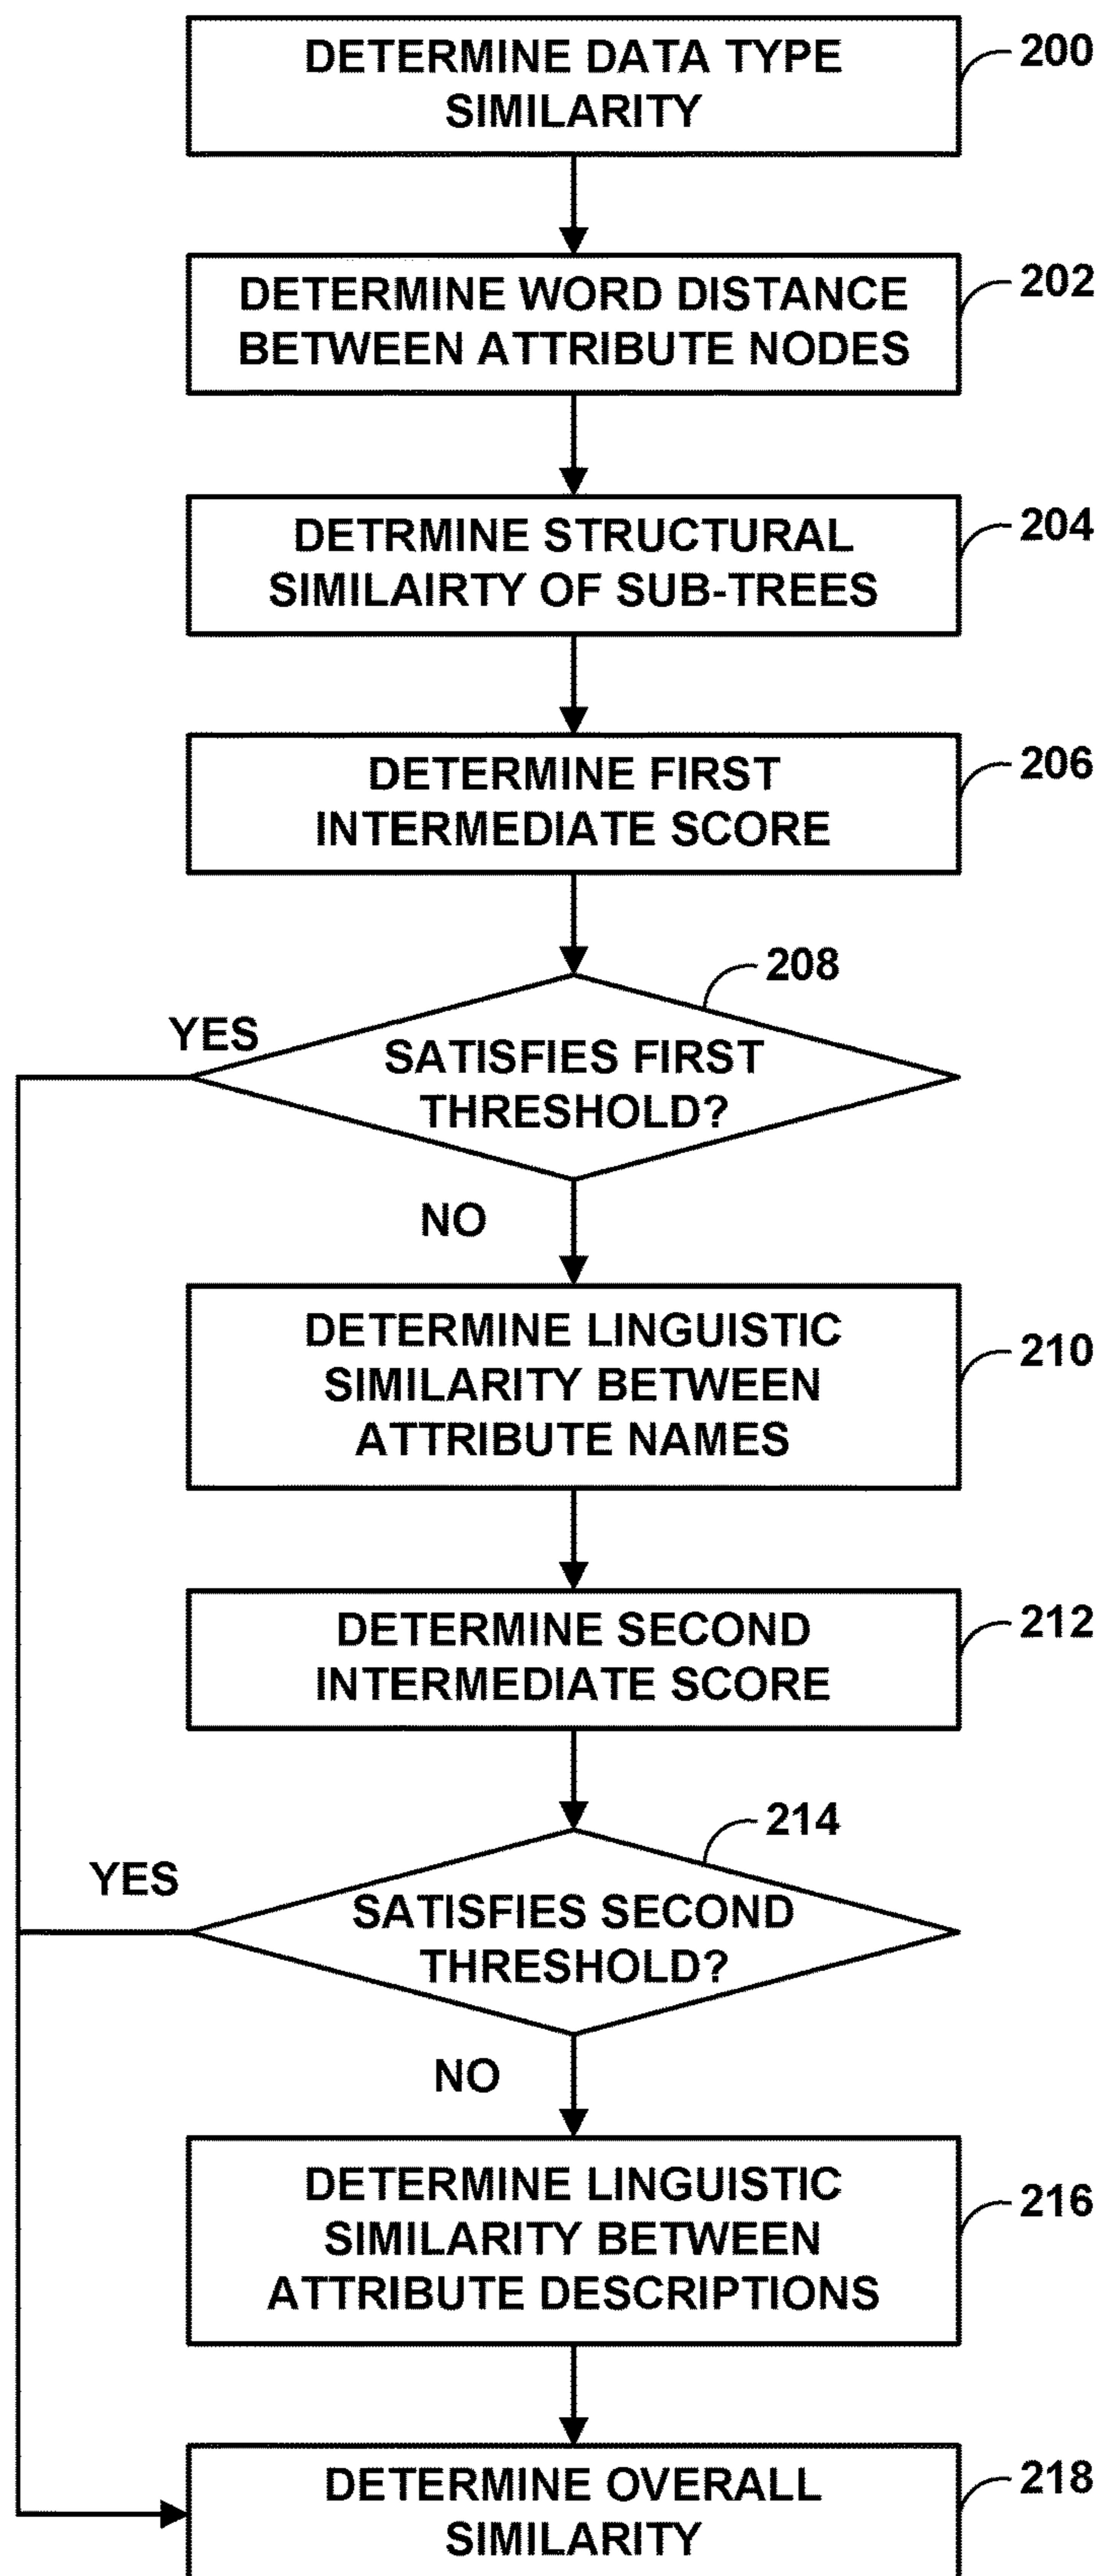 DETERMINE DATA TYPE
SIMILARITY
200
DETERMINE WORD DISTANCE
BETWEEN ATTRIBUTE NODES
202
DETRMINE STRUCTURAL
SIMILAIRTY OF SUB-TREES
204
DETERMINE FIRST
INTERMEDIATE SCORE
206
208
YES
SATISFIES FIRST
THRESHOLD?
NO
DETERMINE LINGUISTIC
SIMILARITY BETWEEN
ATTRIBUTE NAMES
210
DETERMINE SECOND
INTERMEDIATE SCORE
212
214
YES
SATISFIES SECOND
THRESHOLD?
NO
DETERMINE LINGUISTIC
SIMILARITY BETWEEN
ATTRIBUTE DESCRIPTIONS
216
DETERMINE OVERALL
SIMILARITY
218